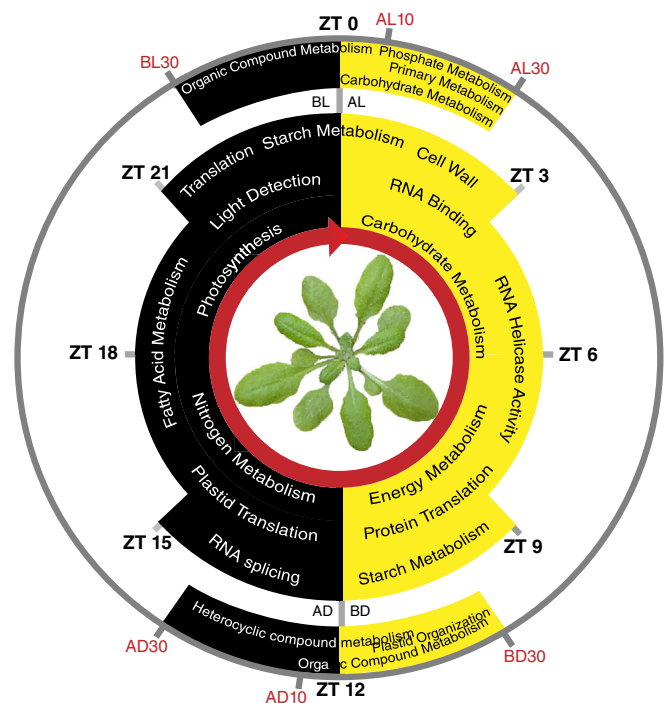 ZT 0
AL10
AL30
BL30
Organic Compound Metabolism
Phosphate Metabolism
Primary Metabolism
Carbohydrate Metabolism
BL
AL
Starch Metabolism
Translation
Cell Wall
ZT 21
ZT 3
Light Detection
RNA Binding
Photosynthesis
Carbohydrate Metabolism
Fatty Acid Metabolism
RNA Helicase Activity
ZT 18
ZT 6
Nitrogen Metabolism
Energy Metabolism
Plastid Translation
Protein Translation
RNA splicing
Starch Metabolism
ZT 15
ZT 9
AD
BD
Heterocyclic compound metabolism
Plastid Organization
Orga
c Compound Metabolism
AD30
BD30
AD10
ZT 12